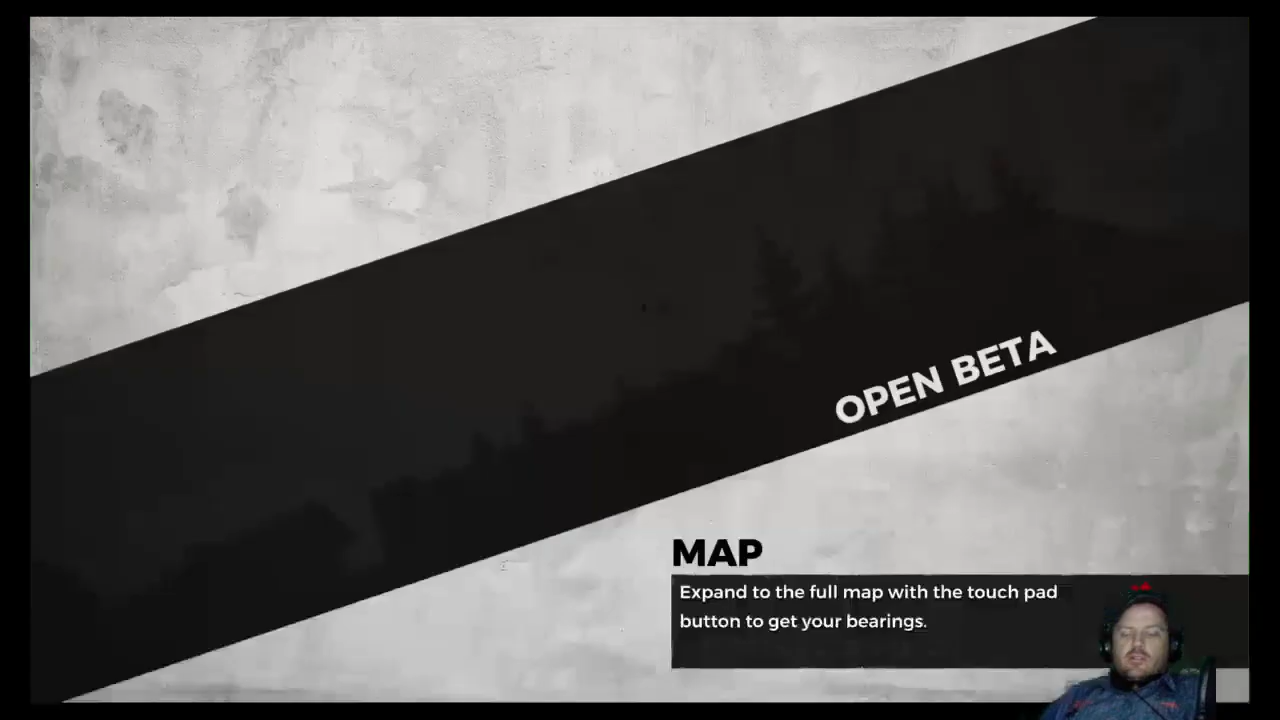 OPEN BETA
MAP
Expand to the full map with the touch pad
button to get your bearings.